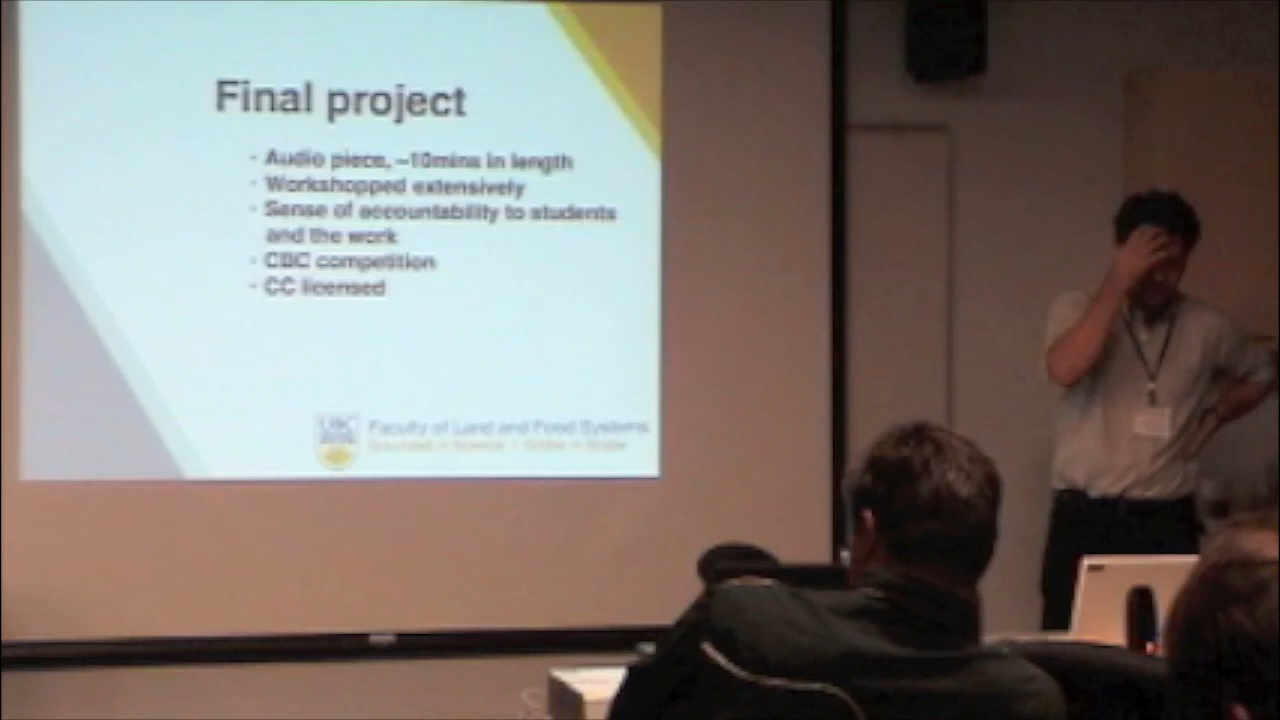 Final project
- Audio piece, ~10mins in length
- Workshopped extensively
- Sense of accountability to students
and the work
- CBC competition
- CC licensed
UBC
Faculty of Land and Food Systems